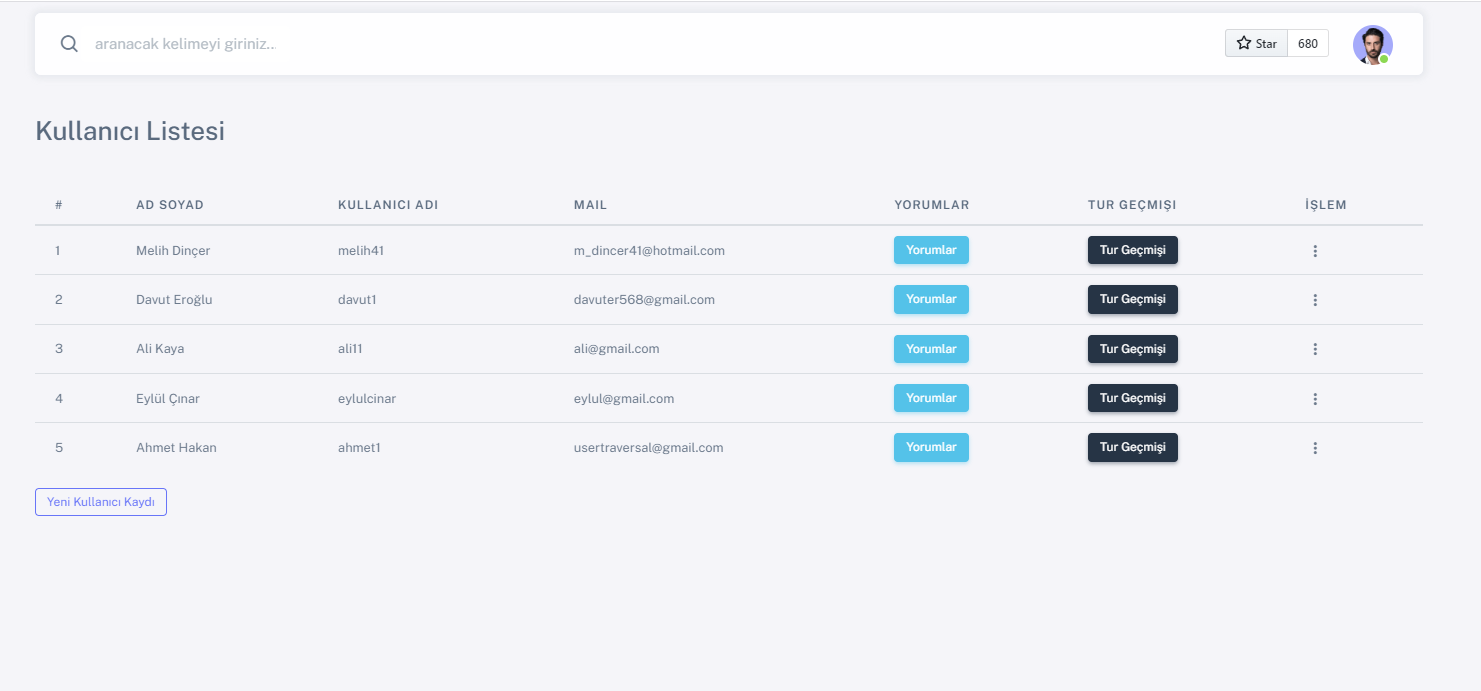 aranacak kelimeyi giriniz...
Star 680
Kullanıcı Listesi
# AD SOYAD KULLANICI ADI MAIL YORUMLAR TUR GEÇMIŞI İŞLEM
1 Melih Dinçer melih41 m_dincer41@hotmail.com Yorumlar Tur Geçmişi
2 Davut Eroğlu davut1 davuter568@gmail.com Yorumlar Tur Geçmişi
3 Ali Kaya ali11 ali@gmail.com Yorumlar Tur Geçmişi
4 Eylül Çınar eylulcinar eylul@gmail.com Yorumlar Tur Geçmişi
5 Ahmet Hakan ahmet1 usertraversal@gmail.com Yorumlar Tur Geçmişi
Yeni Kullanıcı Kaydı